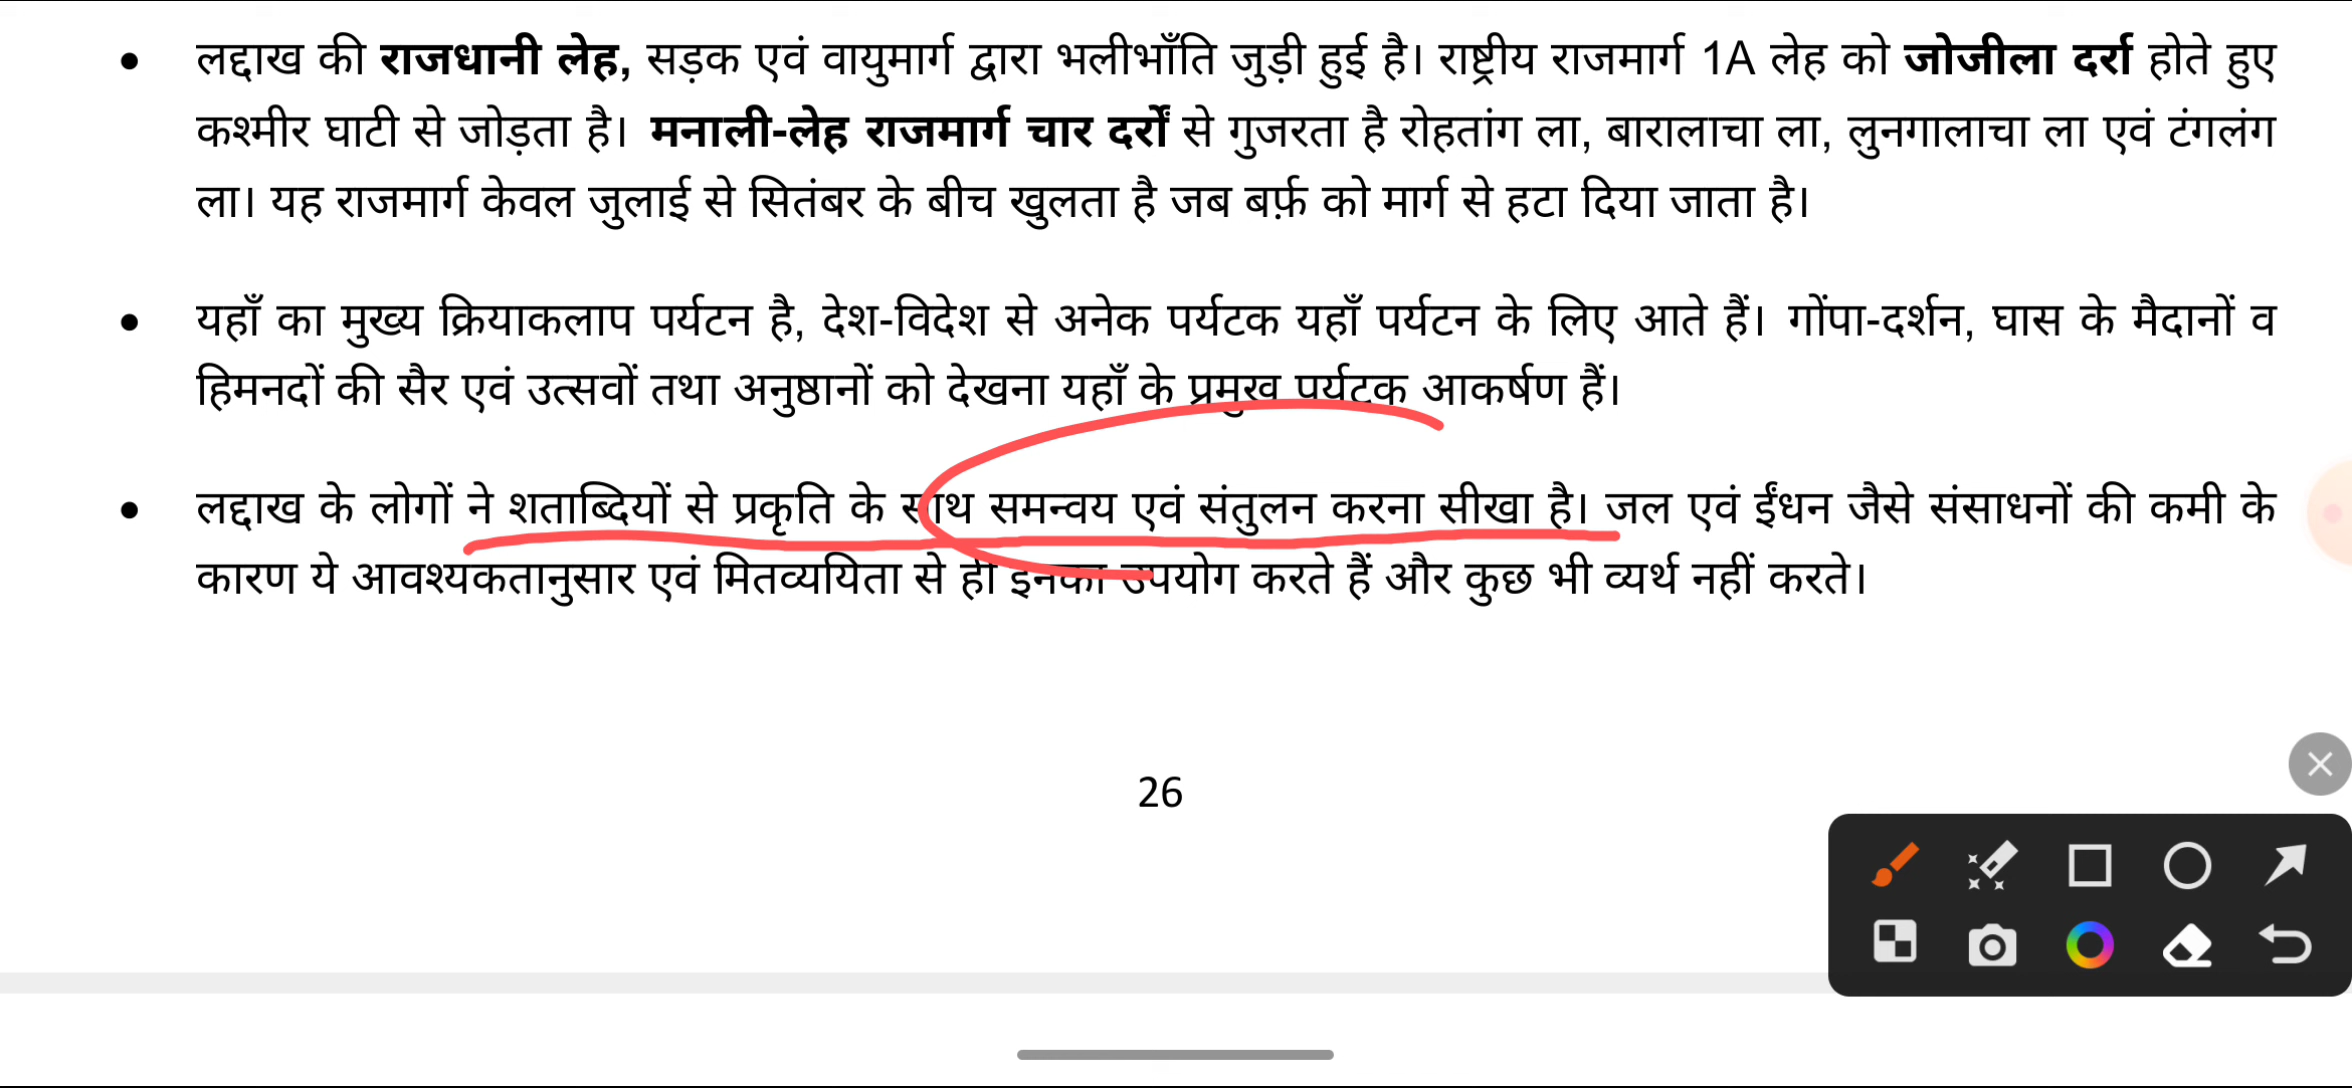 • लद्दाख की राजधानी लेह, सड़क एवं वायुमार्ग द्वारा भलीभाँति जुड़ी हुई है। राष्ट्रीय राजमार्ग 1A लेह को जोजीला दर्रा होते हुए
कश्मीर घाटी से जोड़ता है। मनाली-लेह राजमार्ग चार दर्रों से गुजरता है रोहतांग ला, बारालाचा ला, लुनगालाचा ला एवं टंगलंग
ला। यह राजमार्ग केवल जुलाई से सितंबर के बीच खुलता है जब बर्फ़ को मार्ग से हटा दिया जाता है।
• यहाँ का मुख्य क्रियाकलाप पर्यटन है, देश-विदेश से अनेक पर्यटक यहाँ पर्यटन के लिए आते हैं। गोंपा-दर्शन, घास के मैदानों व
हिमनदों की सैर एवं उत्सवों तथा अनुष्ठानों को देखना यहाँ के प्रमुख पर्यटक आकर्षण हैं।
• लद्दाख के लोगों ने शताब्दियों से प्रकृति के साथ समन्वय एवं संतुलन करना सीखा है। जल एवं ईंधन जैसे संसाधनों की कमी के
कारण ये आवश्यकतानुसार एवं मितव्ययिता से ही इनका उपयोग करते हैं और कुछ भी व्यर्थ नहीं करते।
26